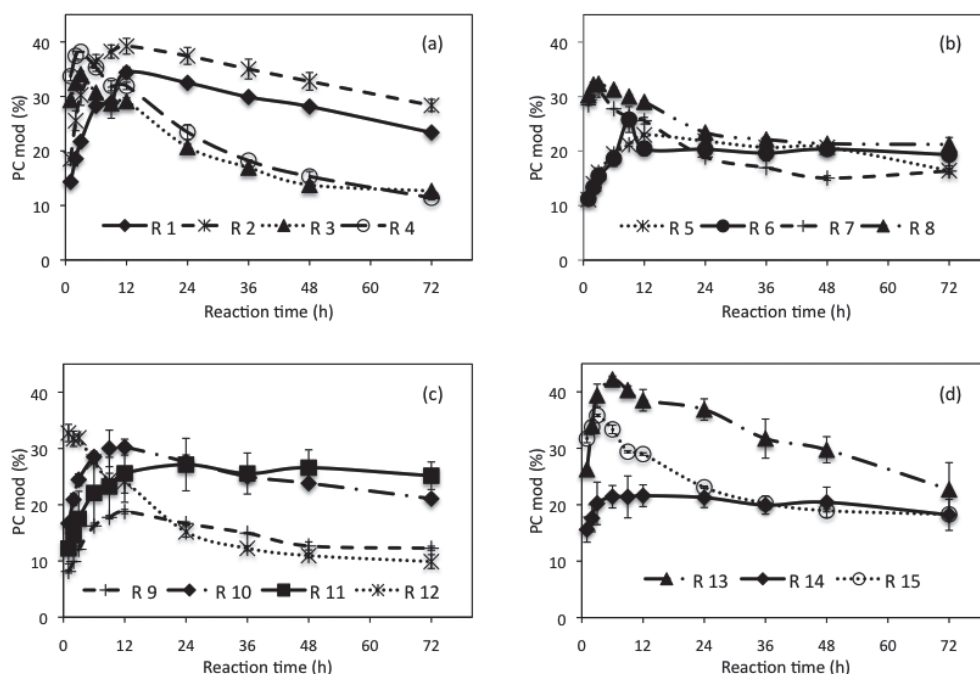 (a)
PC mod (%)
40
30
20
10
0
R 1 R 2 R 3 R 4
0 12 24 36 48 60 72
Reaction time (h)
(b)
PC mod (%)
40
30
20
10
0
R 5 R 6 R 7 R 8
0 12 24 36 48 60 72
Reaction time (h)
(c)
PC mod (%)
40
30
20
10
0
R 9 R 10 R 11 R 12
0 12 24 36 48 60 72
Reaction time (h)
(d)
PC mod (%)
40
30
20
10
0
R 13 R 14 R 15
0 12 24 36 48 60 72
Reaction time (h)